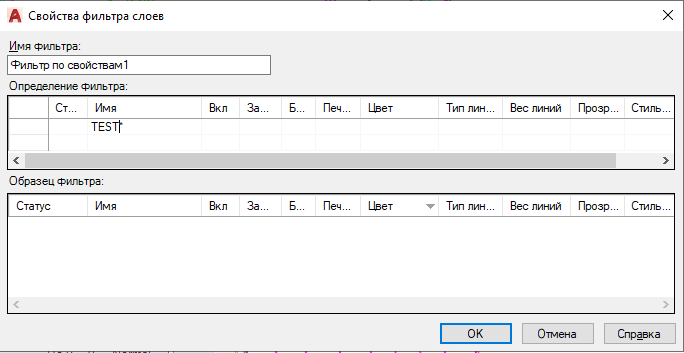 Свойства фильтра слоев
Имя фильтра:
Фильтр по свойствам1
Определение фильтра:
Ст... Имя Вкл За... Б... Печ... Цвет Тип лин... Вес линий Прозр... Стиль...
TEST*
Образец фильтра:
Статус Имя Вкл За... Б... Печ... Цвет Тип лин... Вес линий Прозр... Стиль...
OK Отмена Справка